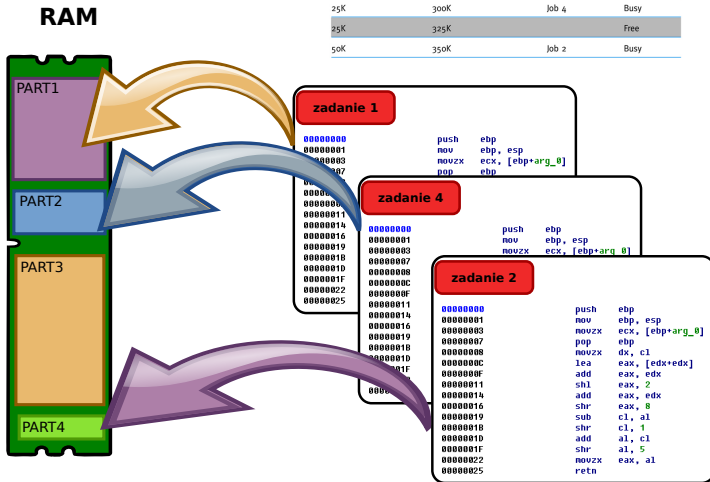 RAM
25K 300K Job 4 Busy
25K 325K Free
50K 350K Job 2 Busy
PART1
PART2
PART3
PART4
zadanie 1
00000000 push ebp
00000001 mov ebp, esp
00000003 movzx ecx, [ebp+arg_0]
pop ebp
00000011
00000014
00000016
00000019
0000001B
0000001D
0000001F
00000022
00000025
zadanie 4
00000000 push ebp
00000001 mov ebp, esp
00000003 movzx ecx, [ebp+arg_0]
00000007
00000008
0000000C
0000000F
00000011
00000014
00000016
00000019
0000001B
0000001D
zadanie 2
00000000 push ebp
00000001 mov ebp, esp
00000003 movzx ecx, [ebp+arg_0]
00000007 pop ebp
00000008 movzx dx, cl
0000000C lea eax, [edx+edx]
0000000F add eax, edx
00000011 shl eax, 2
00000014 add eax, edx
00000016 shr eax, 8
00000019 sub cl, al
0000001B shr cl, 1
0000001D add al, cl
0000001F shr al, 5
00000022 movzx eax, al
00000025 retn